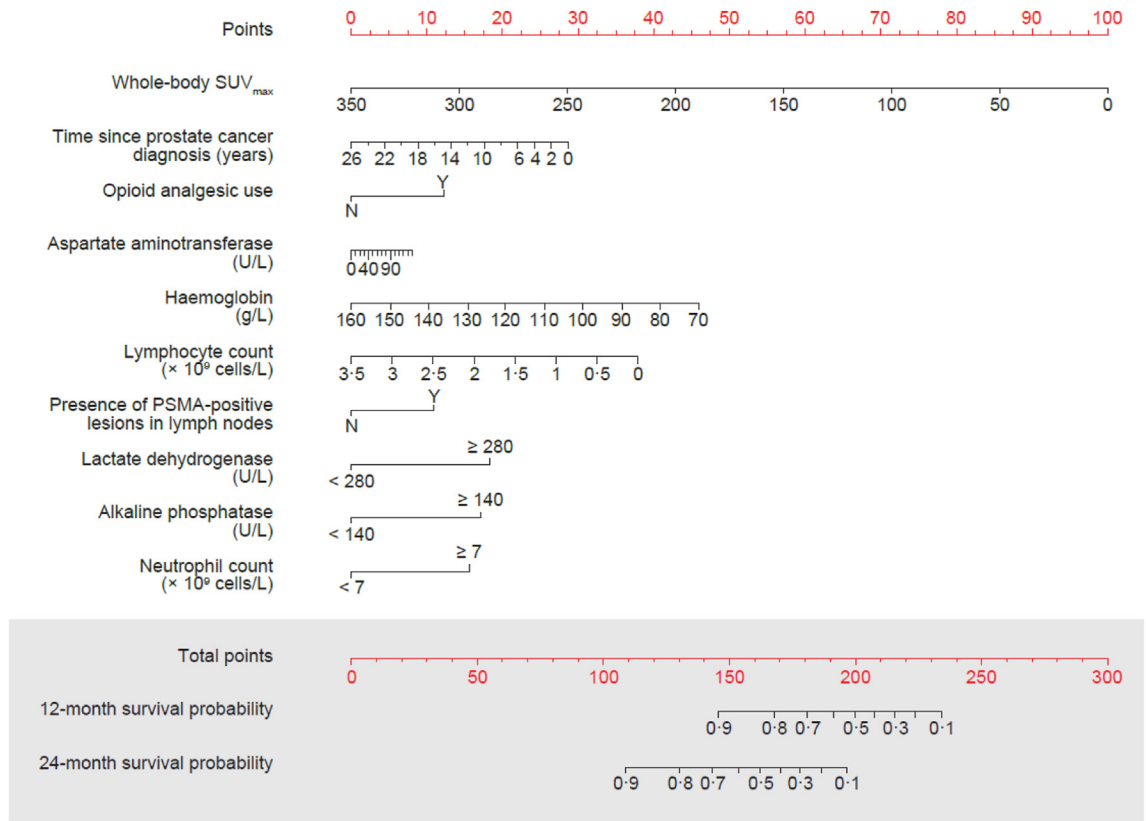 Points
0 10 20 30 40 50 60 70 80 90 100
Whole-body SUVmax
350 300 250 200 150 100 50 0
Time since prostate cancer
diagnosis (years)
26 22 18 14 10 6 4 2 0
Opioid analgesic use
Y
N
Aspartate aminotransferase
(U/L)
0 40 90
Haemoglobin
(g/L)
160 150 140 130 120 110 100 90 80 70
Lymphocyte count
(× 10⁹ cells/L)
3·5 3 2·5 2 1·5 1 0·5 0
Presence of PSMA-positive
lesions in lymph nodes
Y
N
Lactate dehydrogenase
(U/L)
≥ 280
< 280
Alkaline phosphatase
(U/L)
≥ 140
< 140
Neutrophil count
(× 10⁹ cells/L)
≥ 7
< 7
Total points
0 50 100 150 200 250 300
12-month survival probability
0·9 0·8 0·7 0·5 0·3 0·1
24-month survival probability
0·9 0·8 0·7 0·5 0·3 0·1